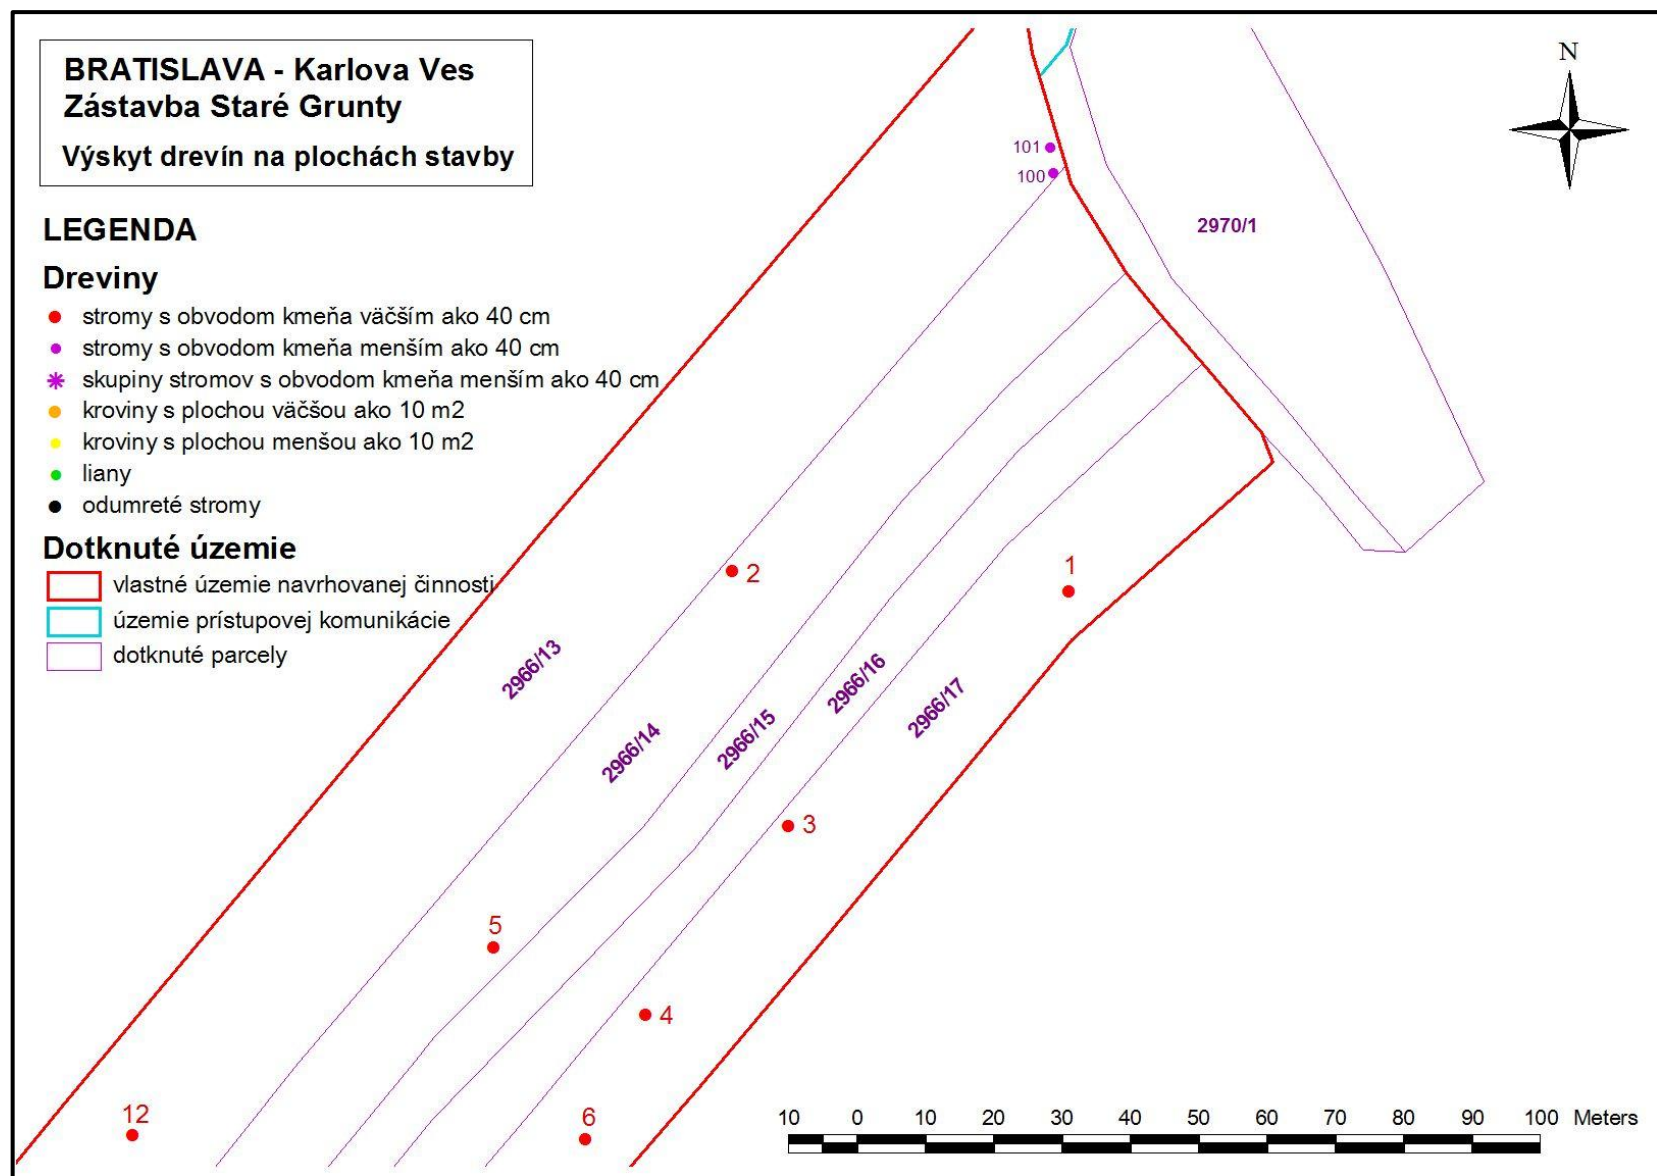 BRATISLAVA - Karlova Ves
Zástavba Staré Grunty
Výskyt drevín na plochách stavby
N
LEGENDA
Dreviny
stromy s obvodom kmeňa väčším ako 40 cm
stromy s obvodom kmeňa menším ako 40 cm
skupiny stromov s obvodom kmeňa menším ako 40 cm
kroviny s plochou väčšou ako 10 m2
kroviny s plochou menšou ako 10 m2
liany
odumreté stromy
Dotknuté územie
vlastné územie navrhovanej činnosti
územie prístupovej komunikácie
dotknuté parcely
101
100
2970/1
2
1
2966/13
2966/14
2966/15
2966/16
2966/17
3
5
4
12
6
10 0 10 20 30 40 50 60 70 80 90 100 Meters